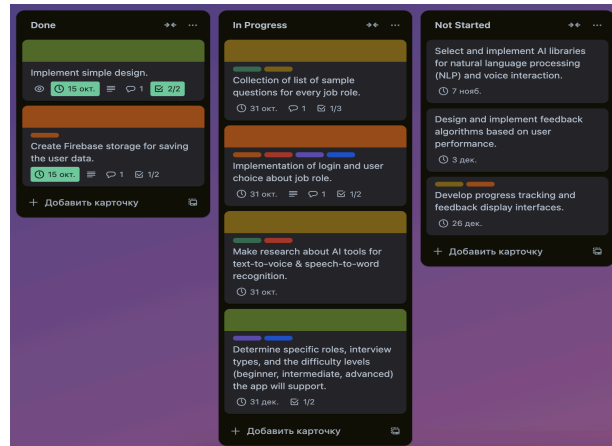 Done
Implement simple design.
15 окт.
1
2/2
Create Firebase storage for saving
the user data.
15 окт.
1
1/2
+ Добавить карточку
In Progress
Collection of list of sample
questions for every job role.
31 окт.
1
1/3
Implementation of login and user
choice about job role.
31 окт.
1
1/2
Make research about AI tools for
text-to-voice & speech-to-word
recognition.
31 окт.
Determine specific roles, interview
types, and the difficulty levels
(beginner, intermediate, advanced)
the app will support.
31 дек.
1/2
+ Добавить карточку
Not Started
Select and implement AI libraries
for natural language processing
(NLP) and voice interaction.
7 нояб.
Design and implement feedback
algorithms based on user
performance.
3 дек.
Develop progress tracking and
feedback display interfaces.
26 дек.
+ Добавить карточку